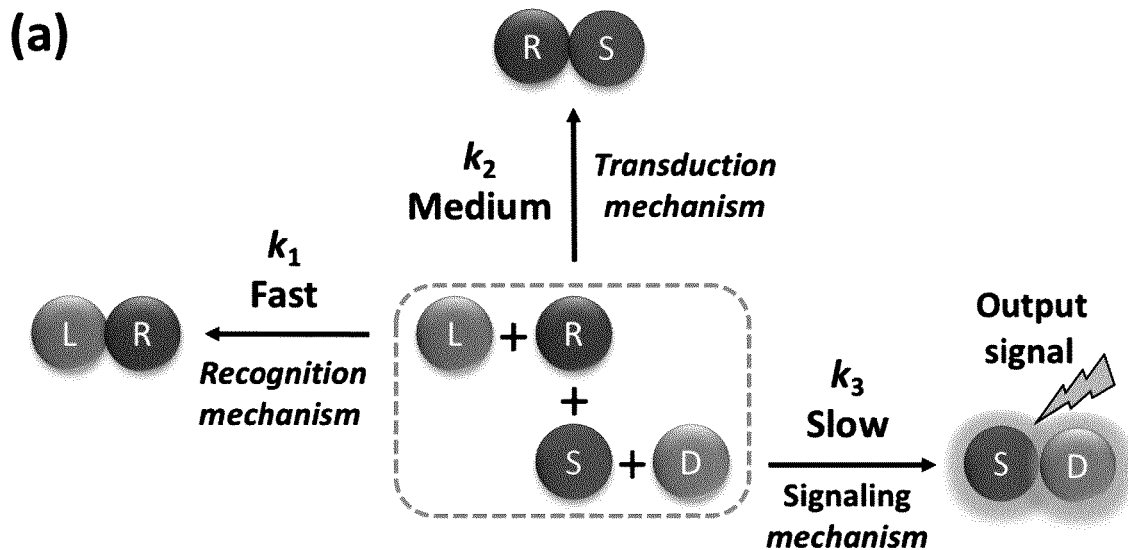 (a)
R S
k2
Medium
Transduction
mechanism
k1
Fast
L R
Recognition
mechanism
L + R
+
S + D
k3
Slow
Signaling
mechanism
Output
signal
S D